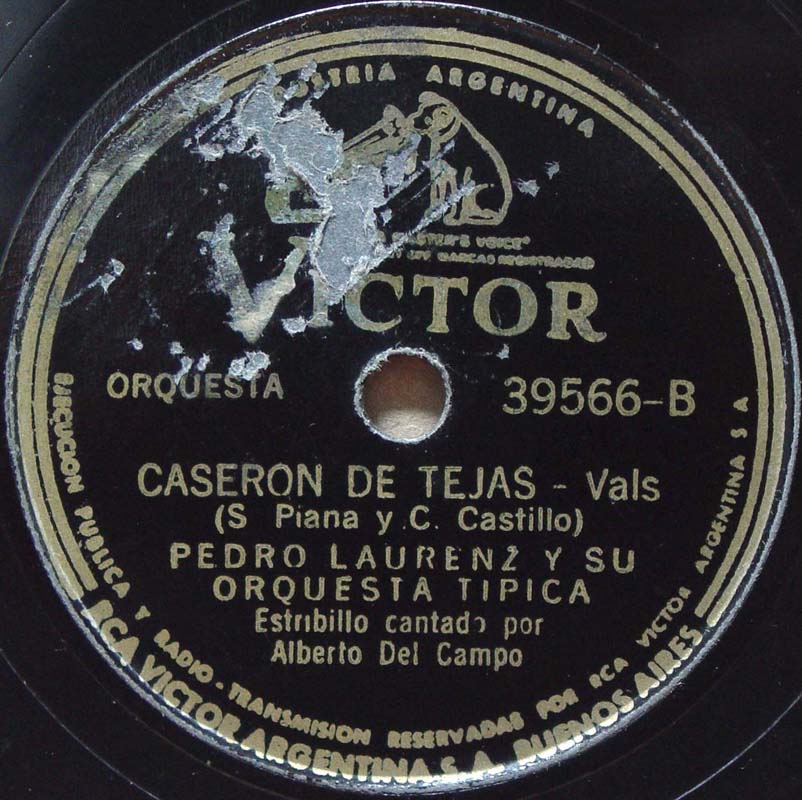 ARGENTINA
VICTOR
ORQUESTA
39566-B
CASERON DE TEJAS - Vals
(S Piana y C. Castillo)
PEDRO LAURENZ Y SU
ORQUESTA TIPICA
Estribillo cantado por
Alberto Del Campo
EJECUCION PUBLICA Y RADIO-TRANSMISION RESERVADAS POR RCA VICTOR ARGENTINA S A
RCA VICTOR ARGENTINA S.A. BUENOS AIRES